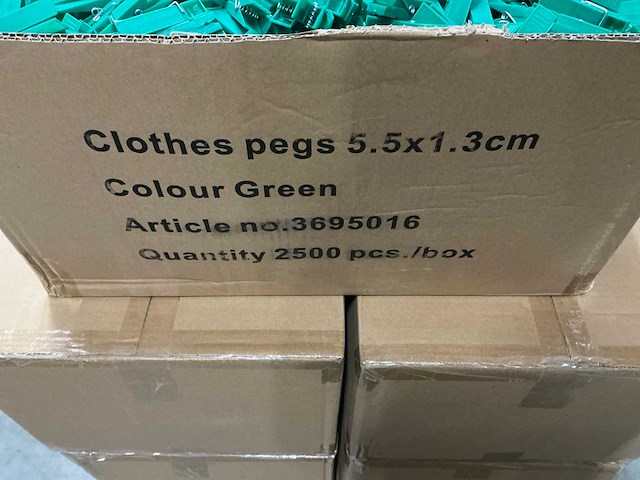 Clothes pegs 5.5x1.3cm
Colour Green
Article no.3695016
Quantity 2500 pcs./box